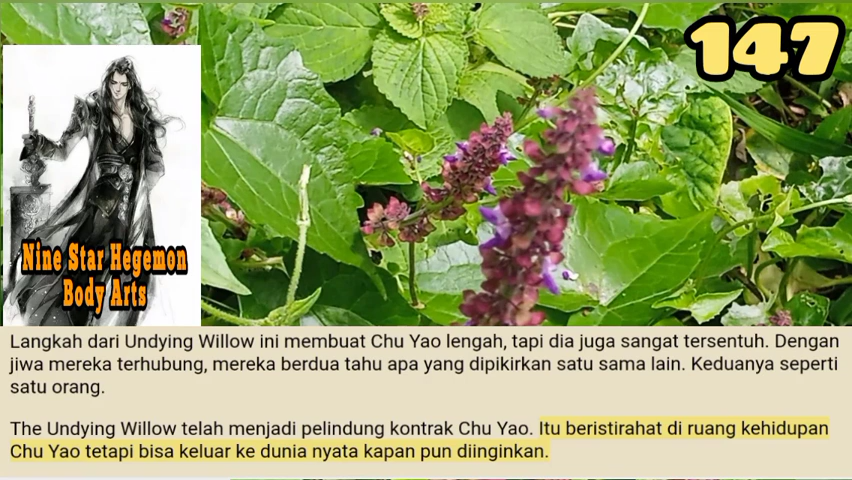 147
Nine Star Hegemon
Body Arts
Langkah dari Undying Willow ini membuat Chu Yao lengah, tapi dia juga sangat tersentuh. Dengan
jiwa mereka terhubung, mereka berdua tahu apa yang dipikirkan satu sama lain. Keduanya seperti
satu orang.
The Undying Willow telah menjadi pelindung kontrak Chu Yao. Itu beristirahat di ruang kehidupan
Chu Yao tetapi bisa keluar ke dunia nyata kapan pun diinginkan.